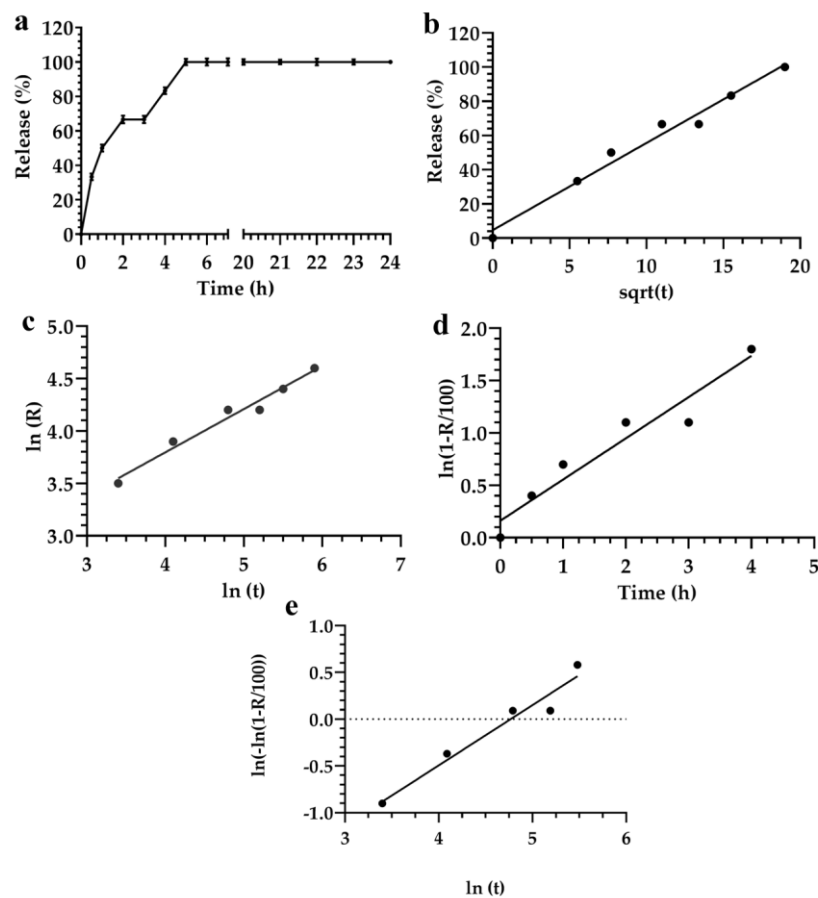 a
120
100
80
60
40
20
0
Release (%)
0 2 4 6 20 21 22 23 24
Time (h)
b
120
100
80
60
40
20
0
Release (%)
0 5 10 15 20
sqrt(t)
c
5.0
4.5
4.0
3.5
3.0
ln (R)
3 4 5 6 7
ln (t)
d
2.0
1.5
1.0
0.5
0.0
ln(1-R/100)
0 1 2 3 4 5
Time (h)
e
1.0
0.5
0.0
-0.5
-1.0
ln(-ln(1-R/100))
3 4 5 6
ln (t)